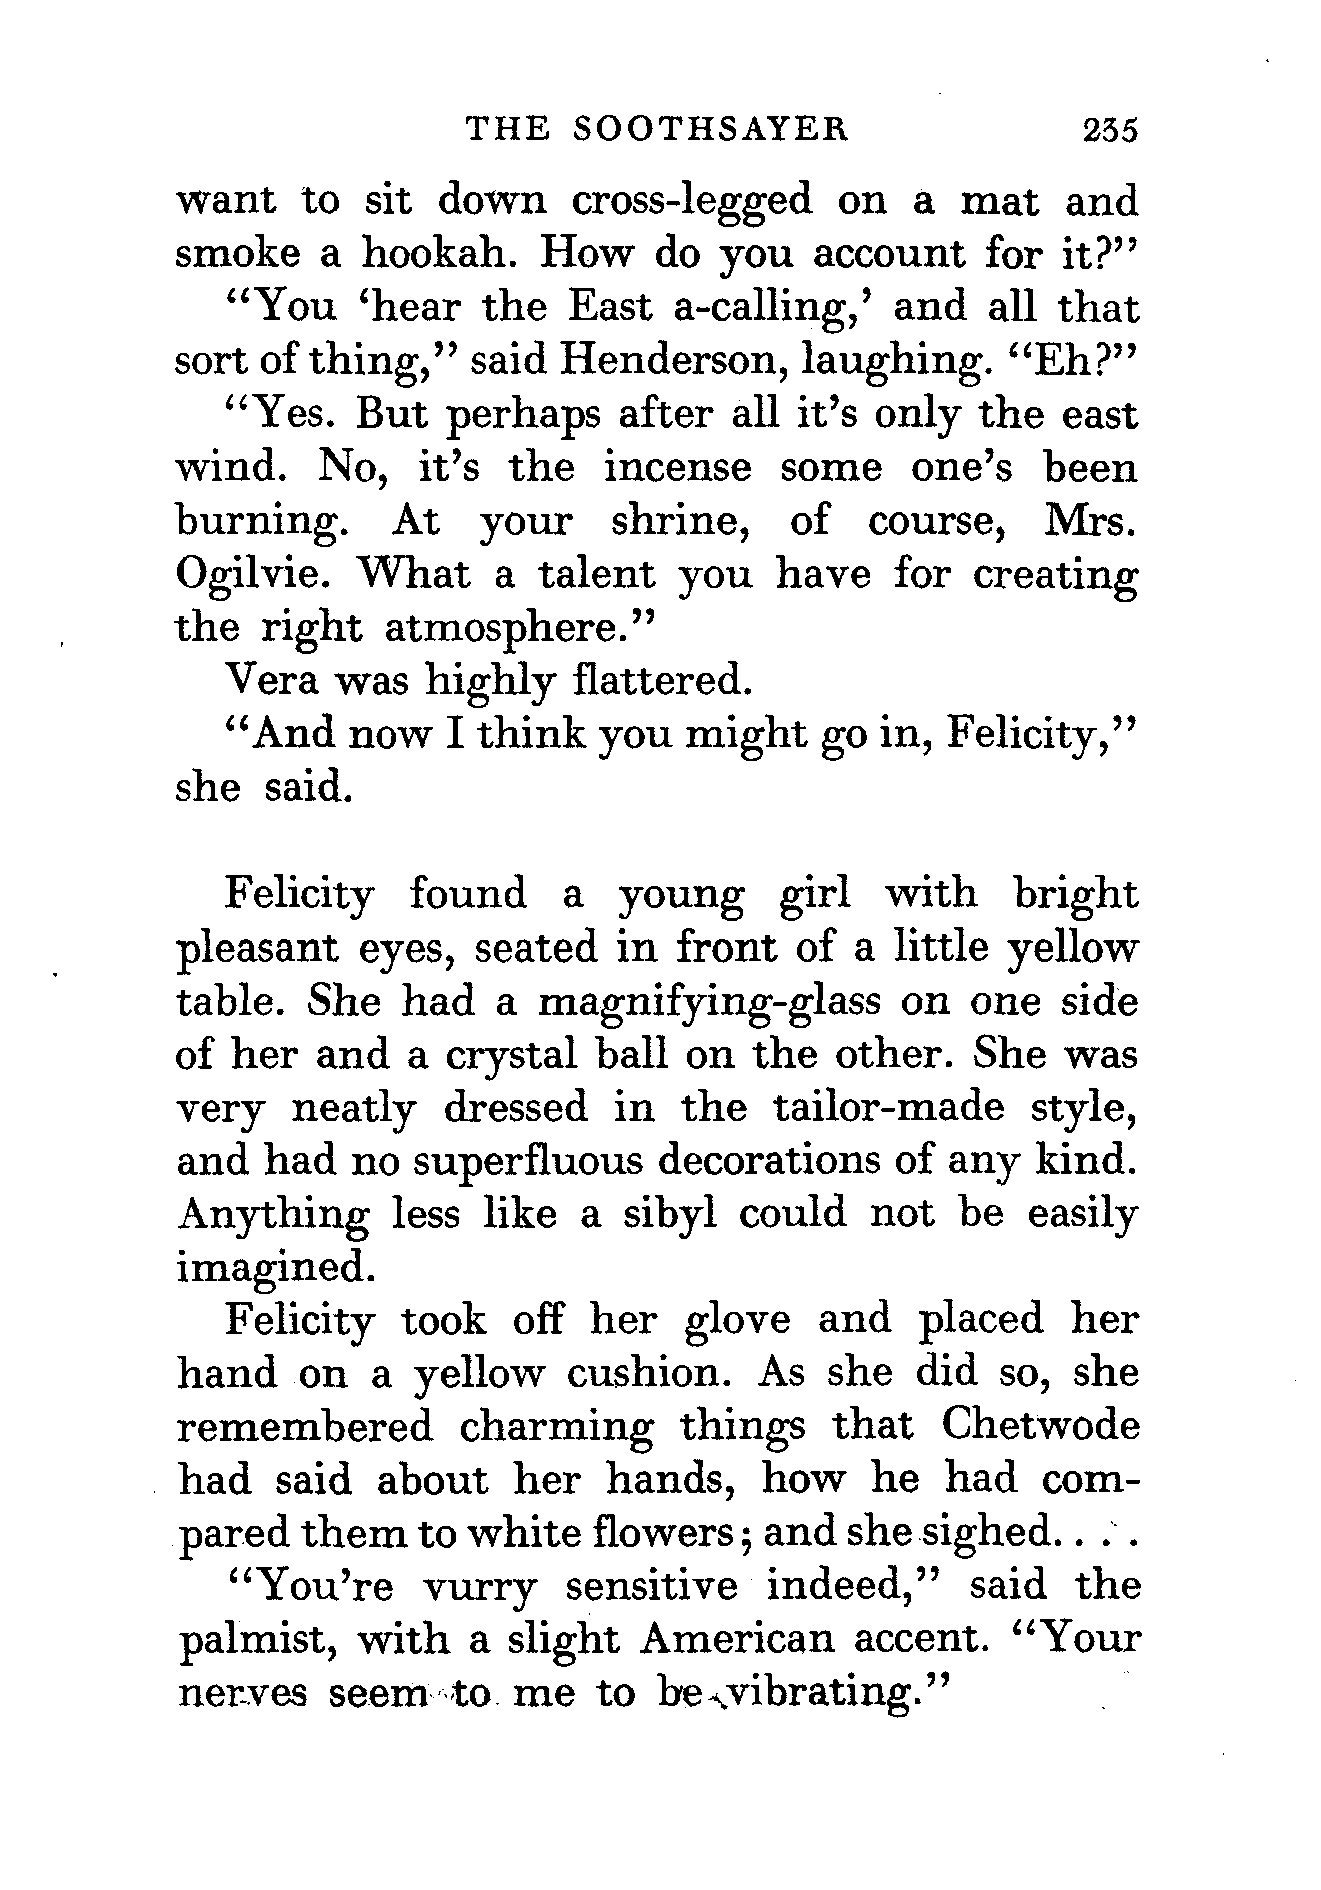 THE SOOTHSAYER 235
want to sit down cross-legged on a mat and
smoke a hookah. How do you account for it?"
"You 'hear the East a-calling,' and all that
sort of thing," said Henderson, laughing. "Eh?"
"Yes. But perhaps after all it's only the east
wind. No, it's the incense some one's been
burning. At your shrine, of course, Mrs.
Ogilvie. What a talent you have for creating
the right atmosphere."
Vera was highly flattered.
"And now I think you might go in, Felicity,"
she said.
Felicity found a young girl with bright
pleasant eyes, seated in front of a little yellow
table. She had a magnifying-glass on one side
of her and a crystal ball on the other. She was
very neatly dressed in the tailor-made style,
and had no superfluous decorations of any kind.
Anything less like a sibyl could not be easily
imagined.
Felicity took off her glove and placed her
hand on a yellow cushion. As she did so, she
remembered charming things that Chetwode
had said about her hands, how he had com-
pared them to white flowers; and she sighed. . . .
"You're vurry sensitive indeed," said the
palmist, with a slight American accent. "Your
nerves seem to me to be vibrating."